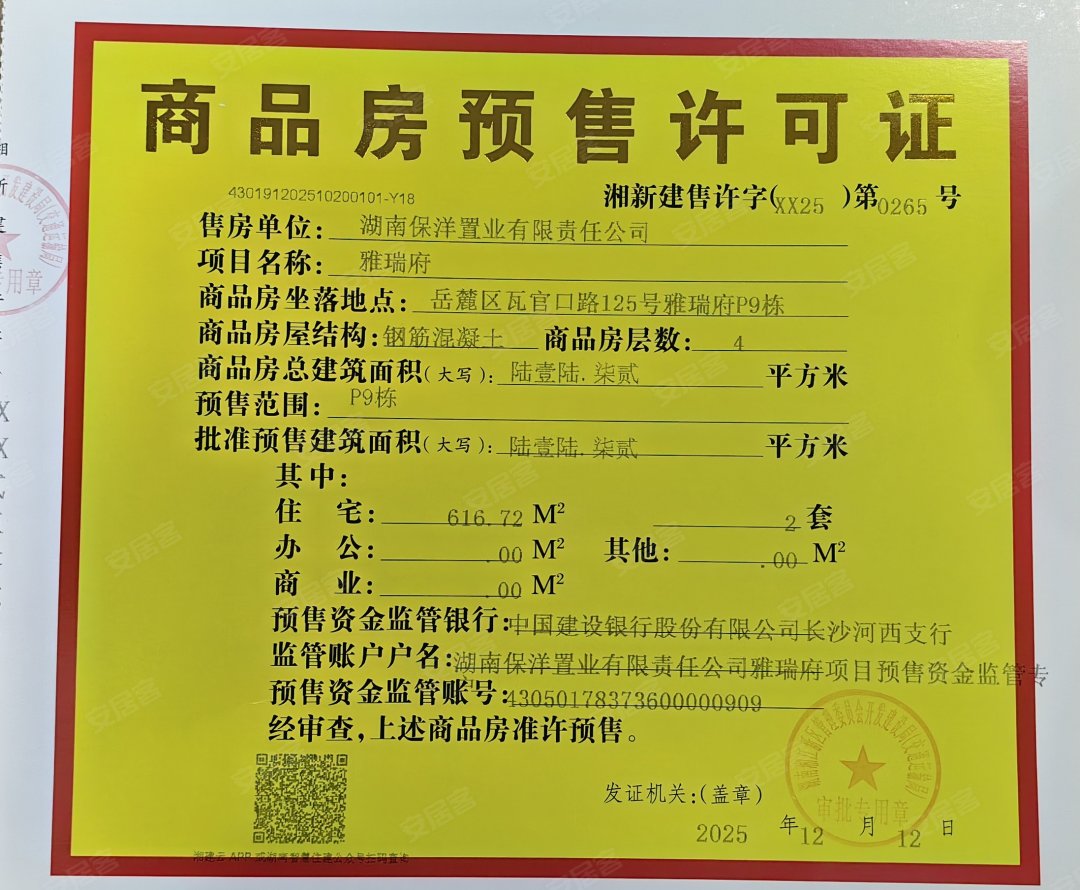 商品房预售许可证
430191202510200101-Y18
湘新建售许字(XX25)第0265号
售房单位：湖南保洋置业有限责任公司
项目名称：雅瑞府
商品房坐落地点：岳麓区瓦官口路125号雅瑞府P9栋
商品房屋结构：钢筋混凝土 商品房层数：4
商品房总建筑面积(大写)：陆壹陆.柒贰 平方米
预售范围：P9栋
批准预售建筑面积(大写)：陆壹陆.柒贰 平方米
其中：
住 宅：616.72 M² 2 套
办 公：.00 M² 其他：.00 M²
商 业：.00 M²
预售资金监管银行：中国建设银行股份有限公司长沙河西支行
监管账户户名：湖南保洋置业有限责任公司雅瑞府项目预售资金监管专
预售资金监管账号：43050178373600000909
经审查，上述商品房准许预售。
发证机关：(盖章)
审批专用章
2025 年 12 月 12 日
安居客